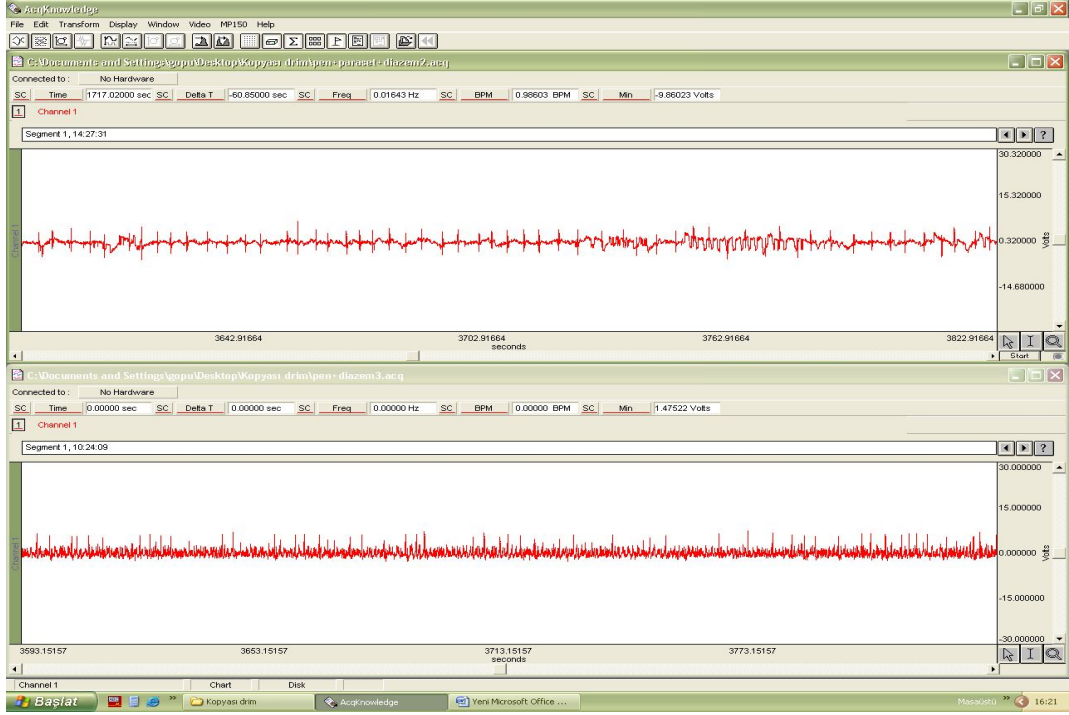 AcqKnowledge
File Edit Transform Display Window Video MP150 Help
C:\Documents and Settings\gopu\Desktop\Kopyası drim\pen+paraset+diazem2.acq
Connected to : No Hardware
SC Time 1717.02000 sec SC Delta T -60.85000 sec SC Freq 0.01643 Hz SC BPM 0.98603 BPM SC Min -9.86023 Volts
1 Channel 1
Segment 1, 14:27:31 ?
30.320000
15.320000
0.320000
-14.680000
Volts
Channel 1
3642.91664 3702.91664 3762.91664 3822.91664
seconds
Start
C:\Documents and Settings\gopu\Desktop\Kopyası drim\pen+diazem3.acq
Connected to : No Hardware
SC Time 0.00000 sec SC Delta T 0.00000 sec SC Freq 0.00000 Hz SC BPM 0.00000 BPM SC Min 1.47522 Volts
1 Channel 1
Segment 1, 10:24:09 ?
30.000000
15.000000
0.000000
-15.000000
-30.000000
Volts
Channel 1
3593.15157 3653.15157 3713.15157 3773.15157
seconds
Channel 1 Chart Disk
Başlat » Kopyası drim AcqKnowledge Yeni Microsoft Office ... Masaüstü » 16:21